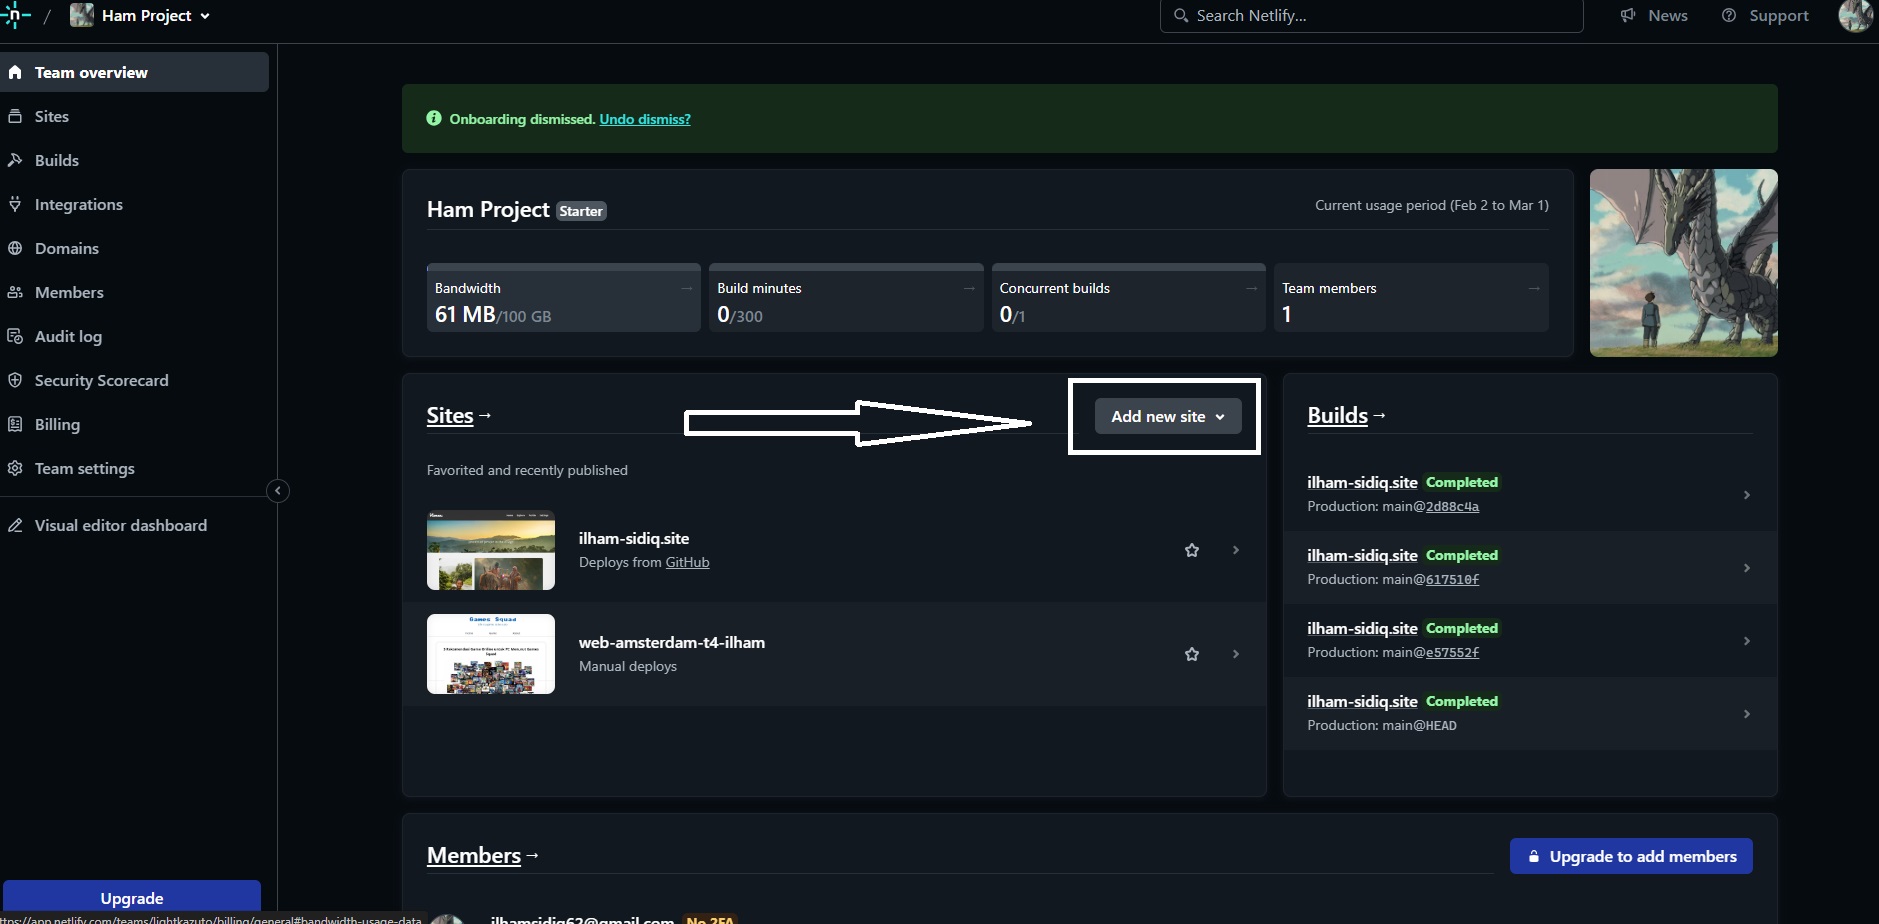 n / Ham Project
Search Netlify...
News
Support
Team overview
Sites
Builds
Integrations
Domains
Members
Audit log
Security Scorecard
Billing
Team settings
Visual editor dashboard
Upgrade
Onboarding dismissed. Undo dismiss?
Ham Project Starter
Current usage period (Feb 2 to Mar 1)
Bandwidth →
61 MB/100 GB
Build minutes →
0/300
Concurrent builds →
0/1
Team members →
1
Sites →
Add new site
Favorited and recently published
ilham-sidiq.site
Deploys from GitHub
Games Squad
web-amsterdam-t4-ilham
Manual deploys
Builds →
ilham-sidiq.site Completed
Production: main@2d88c4a
ilham-sidiq.site Completed
Production: main@617510f
ilham-sidiq.site Completed
Production: main@e57552f
ilham-sidiq.site Completed
Production: main@HEAD
Members →
Upgrade to add members
ilhamsidiq62@gmail.com No 2FA
ttps://app.netlify.com/teams/lightkazuto/billing/general#bandwidth-usage-data